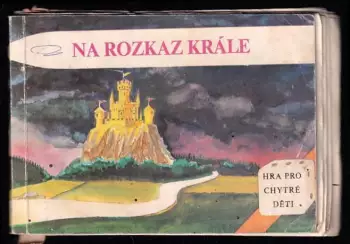 NA ROZKAZ KRÁLE
HRA PRO
CHYTRÉ
DĚTI